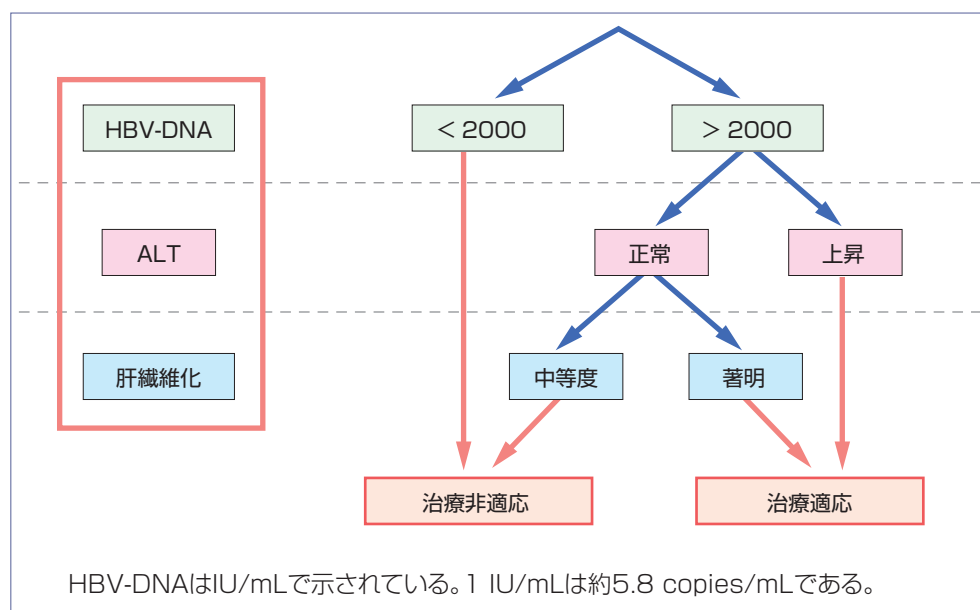 HBV-DNA
< 2000
> 2000
ALT
正常
上昇
肝繊維化
中等度
著明
治療非適応
治療適応
HBV-DNAはIU/mLで示されている。1 IU/mLは約5.8 copies/mLである。